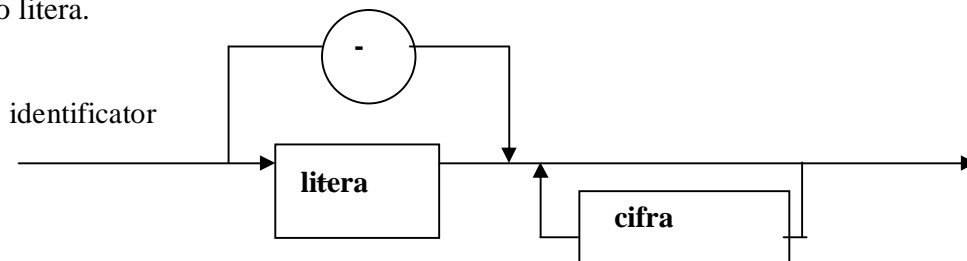 o litera.
-
identificator
litera
cifra